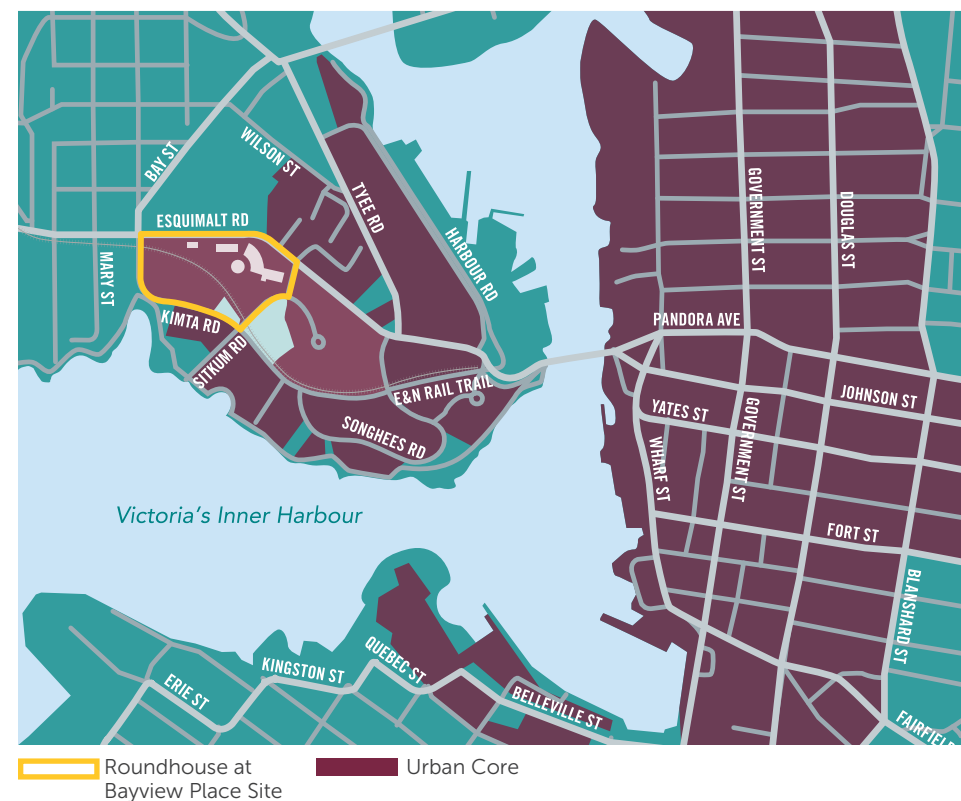 BAY ST
WILSON ST
TYEE RD
ESQUIMALT RD
HARBOUR RD
GOVERNMENT ST
DOUGLAS ST
MARY ST
KIMTA RD
SITKUM RD
PANDORA AVE
E&N RAIL TRAIL
JOHNSON ST
YATES ST
GOVERNMENT ST
SONGHEES RD
WHARF ST
Victoria's Inner Harbour
FORT ST
BLANSHARD ST
QUEBEC ST
KINGSTON ST
ERIE ST
BELLEVILLE ST
FAIRFIELD
Roundhouse at
Bayview Place Site
Urban Core